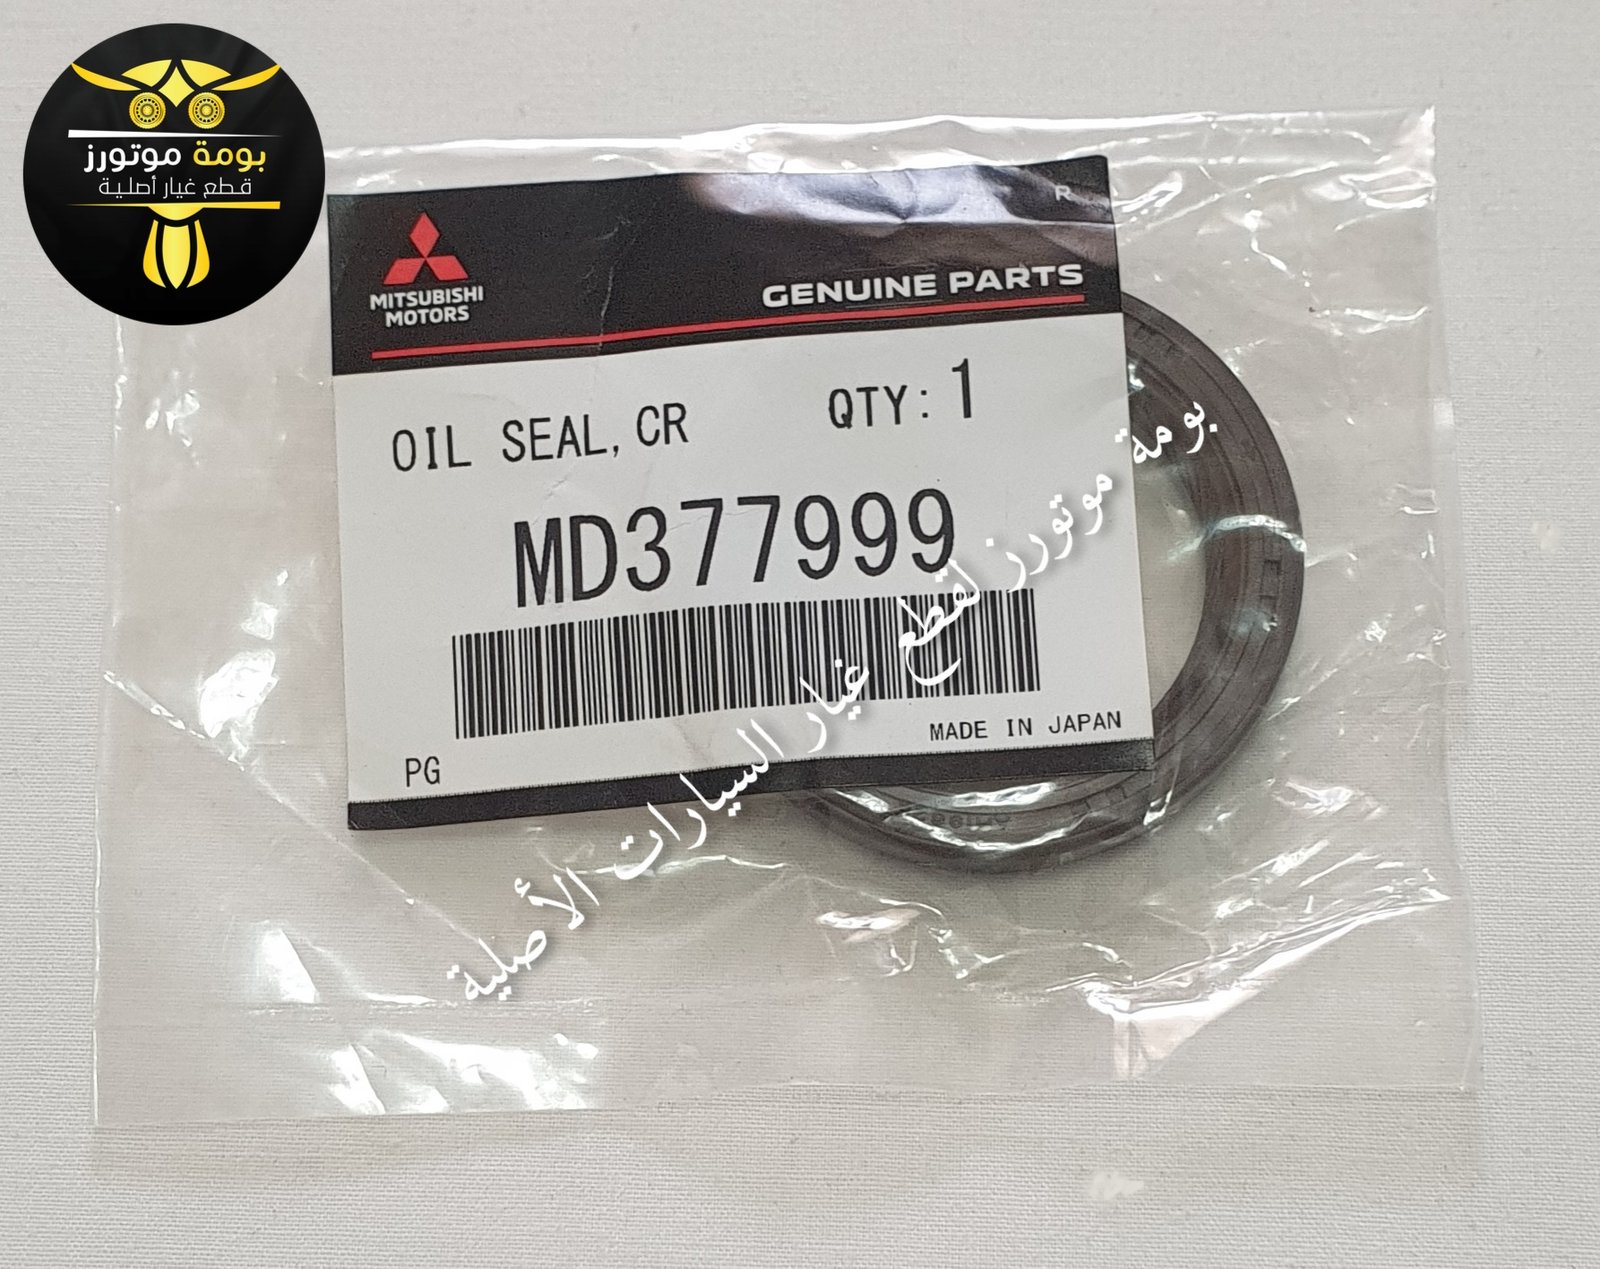 بومة موتورز
قطع غيار أصلية
R
MITSUBISHI
MOTORS
GENUINE PARTS
OIL SEAL, CR
QTY: 1
MD377999
MADE IN JAPAN
PG
بومة موتورز لقطع غيار السيارات الأصلية